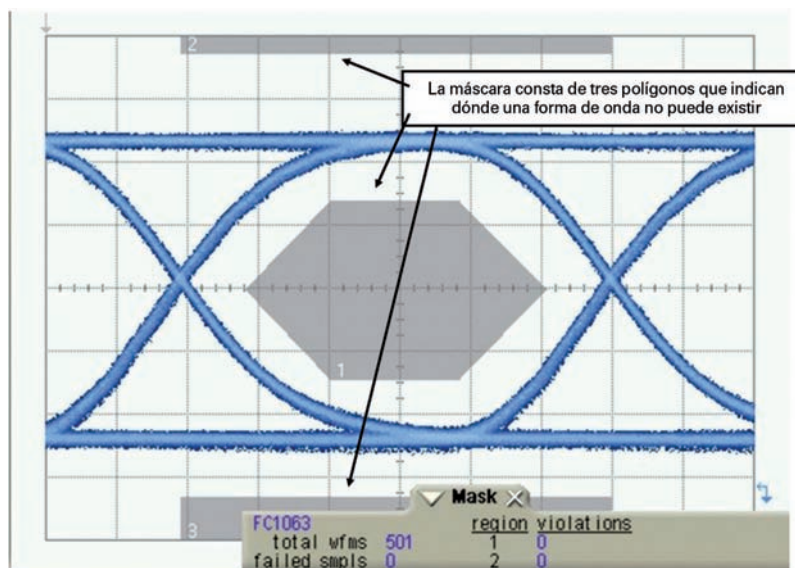 2
La máscara consta de tres polígonos que indican
dónde una forma de onda no puede existir
1
3
Mask
FC1063
region violations
total wfms 501 1 0
failed smpls 0 2 0